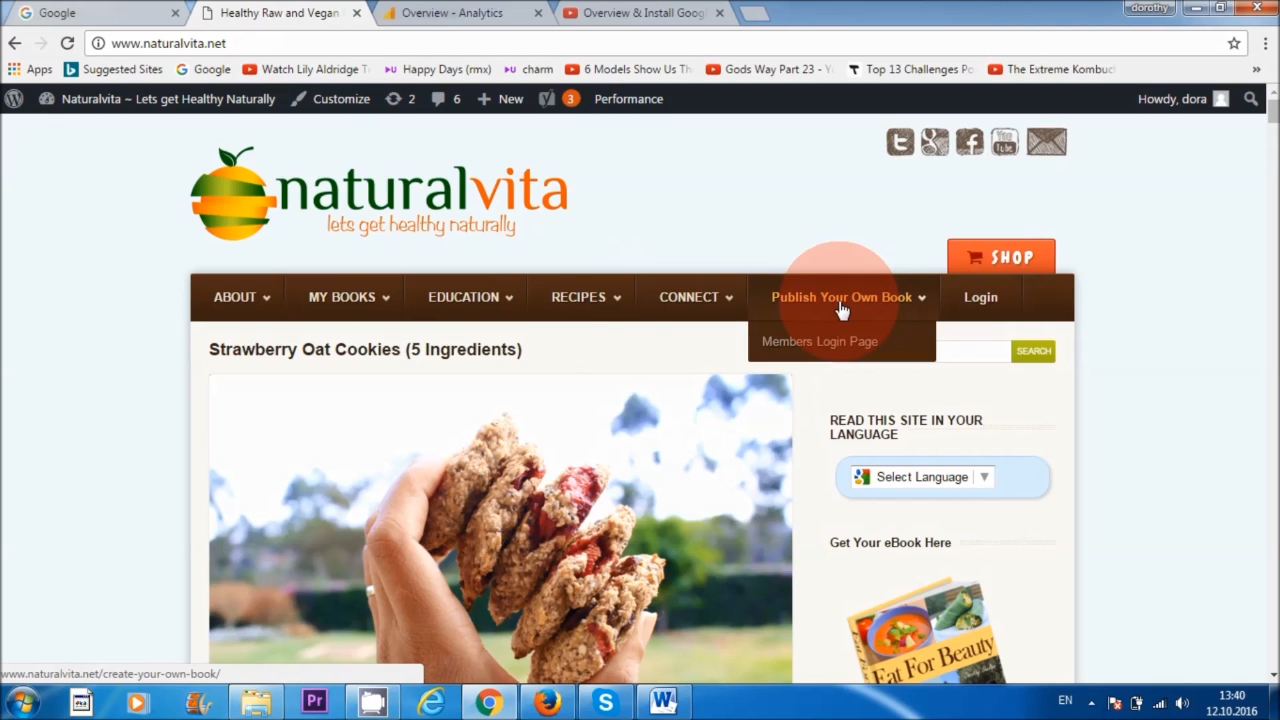 Google
Healthy Raw and Vegan
Overview - Analytics
Overview & Install Goog
dorothy
www.naturalvita.net
Apps
Suggested Sites
Google
Watch Lily Aldridge T
Happy Days (rmx)
charm
6 Models Show Us Th
Gods Way Part 23 - Y
Top 13 Challenges Po
The Extreme Kombuc
Naturalvita ~ Lets get Healthy Naturally
Customize
2
6
New
3
Performance
Howdy, dora
You Tube
naturalvita
lets get healthy naturally
SHOP
ABOUT
MY BOOKS
EDUCATION
RECIPES
CONNECT
Publish Your Own Book
Login
Members Login Page
Strawberry Oat Cookies (5 Ingredients)
SEARCH
READ THIS SITE IN YOUR
LANGUAGE
Select Language
Get Your eBook Here
Eat For Beauty
www.naturalvita.net/create-your-own-book/
Pr
EN
13:40
12.10.2016